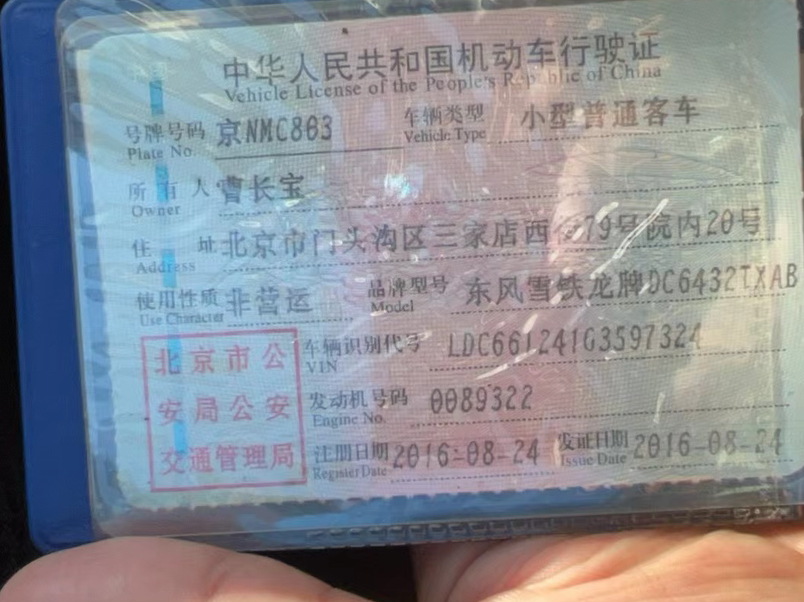 中华人民共和国机动车行驶证
Vehicle License of the People's Republic of China
号牌号码 京NMC863 车辆类型 小型普通客车
Plate No. Vehicle Type
所有人 曹长宝
Owner
住址 北京市门头沟区三家店西街79号院内20号
Address
使用性质 非营运 品牌型号 东风雪铁龙牌DC6432TXAB
Use Character Model
北京市公 车辆识别代号 LDC661241G3597324
VIN
安局公安 发动机号码 0089322
Engine No.
交通管理局 注册日期 2016-08-24 发证日期 2016-08-24
Register Date Issue Date